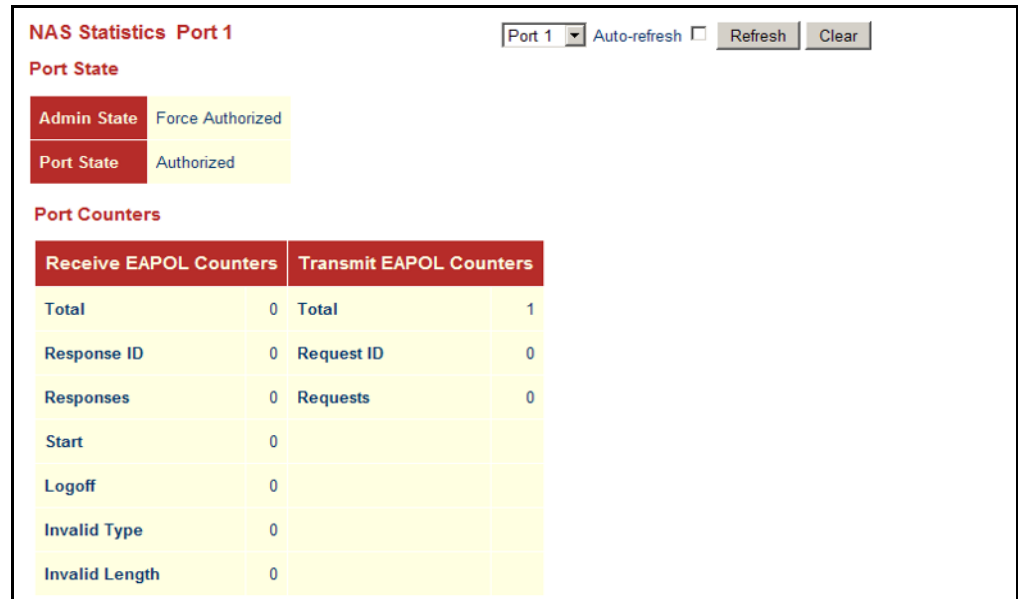 NAS Statistics Port 1
Port 1 Auto-refresh Refresh Clear
Port State
Admin State Force Authorized
Port State Authorized
Port Counters
Receive EAPOL Counters Transmit EAPOL Counters
Total 0 Total 1
Response ID 0 Request ID 0
Responses 0 Requests 0
Start 0
Logoff 0
Invalid Type 0
Invalid Length 0